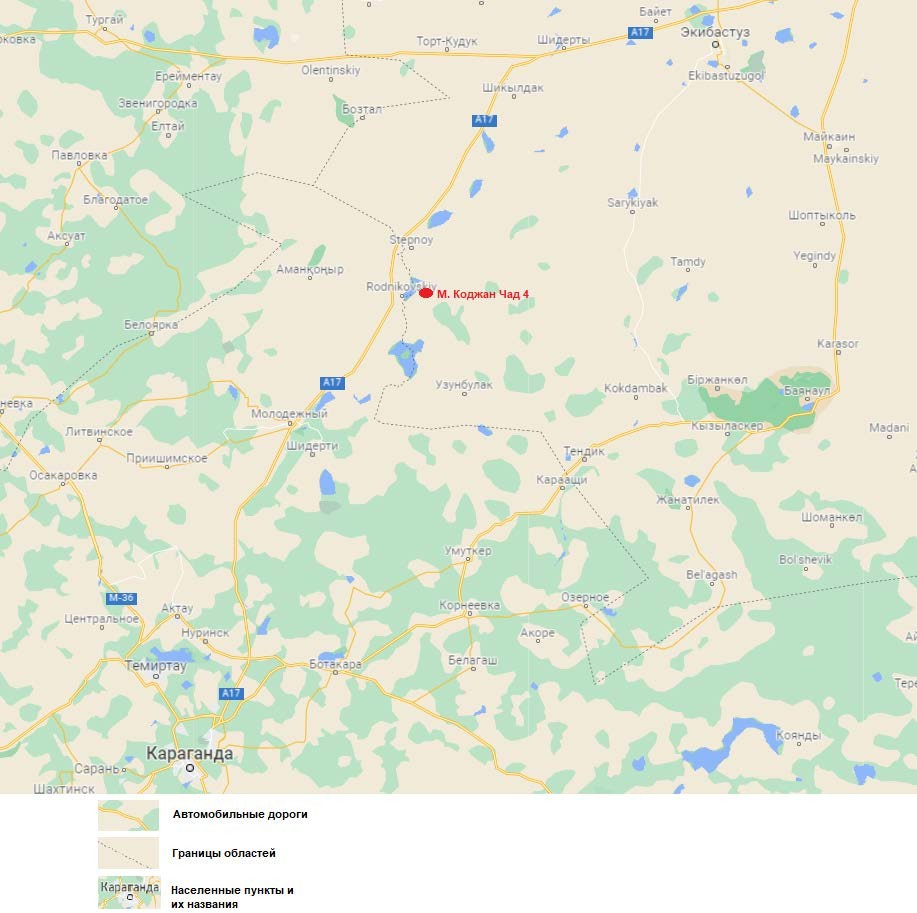 Тургай
Байет
Экибастуз
A17
Шидерты
Торт-Кудук
Olentinskiy
Ekibastuzugol
Ерейментау
Шикылдак
Звенигородка
Бозтал
A17
Елтай
Майкаин
Maykainskiy
Павловка
Благодатое
Sarykiyak
Шоптыколь
Аксуат
Stepnoy
Yegindy
Tamdy
Аманқоңыр
Rodnikovskiy
М. Коджан Чад 4
Белоярка
Karasor
A17
Узунбулак
Kokdambak
Біржанкөл
Баянаул
невка
Молодежный
Кызыласкер
Madani
Литвинское
Шидерти
Приишимское
Тендик
Осакаровка
Караащи
Жанатилек
Шоманкөл
Умуткер
Bol'shevik
Bel'agash
M-36
Актау
Центральное
Корнеевка
Озерное
Нуринск
Акоре
Темиртау
Ботакара
Белагаш
A17
Караганда
Коянды
Сарань
Шахтинск
Автомобильные дороги
Границы областей
Караганда
Населенные пункты и
их названия